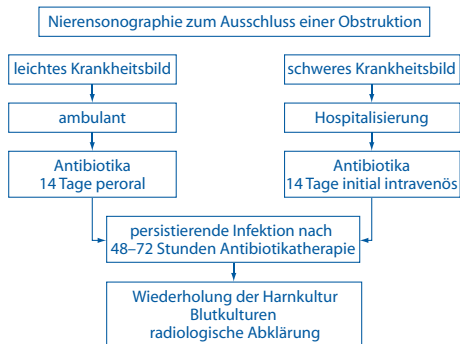 Nierensonographie zum Ausschluss einer Obstruktion
leichtes Krankheitsbild
schweres Krankheitsbild
ambulant
Hospitalisierung
Antibiotika
14 Tage peroral
Antibiotika
14 Tage initial intravenös
persistierende Infektion nach
48–72 Stunden Antibiotikatherapie
Wiederholung der Harnkultur
Blutkulturen
radiologische Abklärung